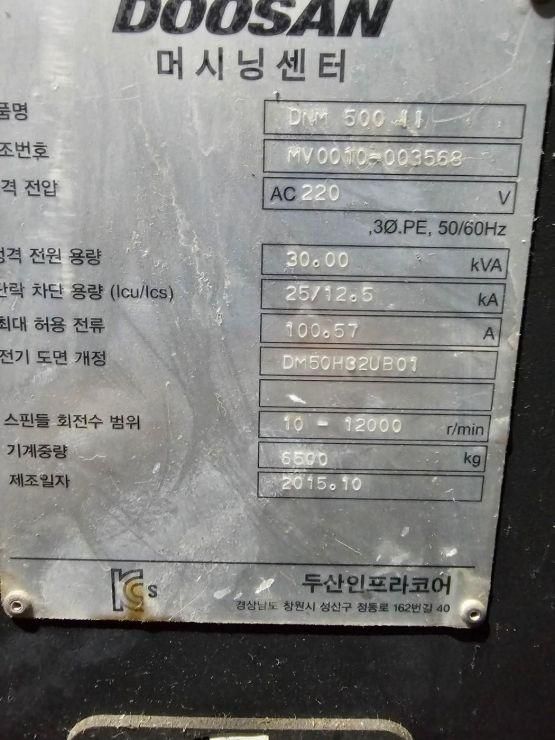 DOOSAN
머시닝센터
품명 DNM 500 II
조번호 MV0010-003568
격 전압 AC 220 V
,3Ø.PE, 50/60Hz
정격 전원 용량 30.00 kVA
단락 차단 용량 (Icu/Ics) 25/12.5 kA
최대 허용 전류 100.57 A
전기 도면 개정 DM50H32UB01
스핀들 회전수 범위 10 - 12000 r/min
기계중량 6500 kg
제조일자 2015.10
KCs 두산인프라코어
경상남도 창원시 성산구 정동로 162번길 40